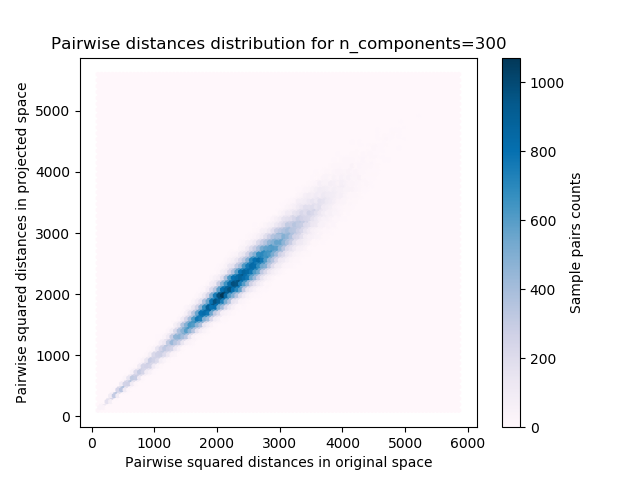 Pairwise distances distribution for n_components=300
Pairwise squared distances in projected space
5000
4000
3000
2000
1000
0
0 1000 2000 3000 4000 5000 6000
Pairwise squared distances in original space
1000
800
600
400
200
0
Sample pairs counts